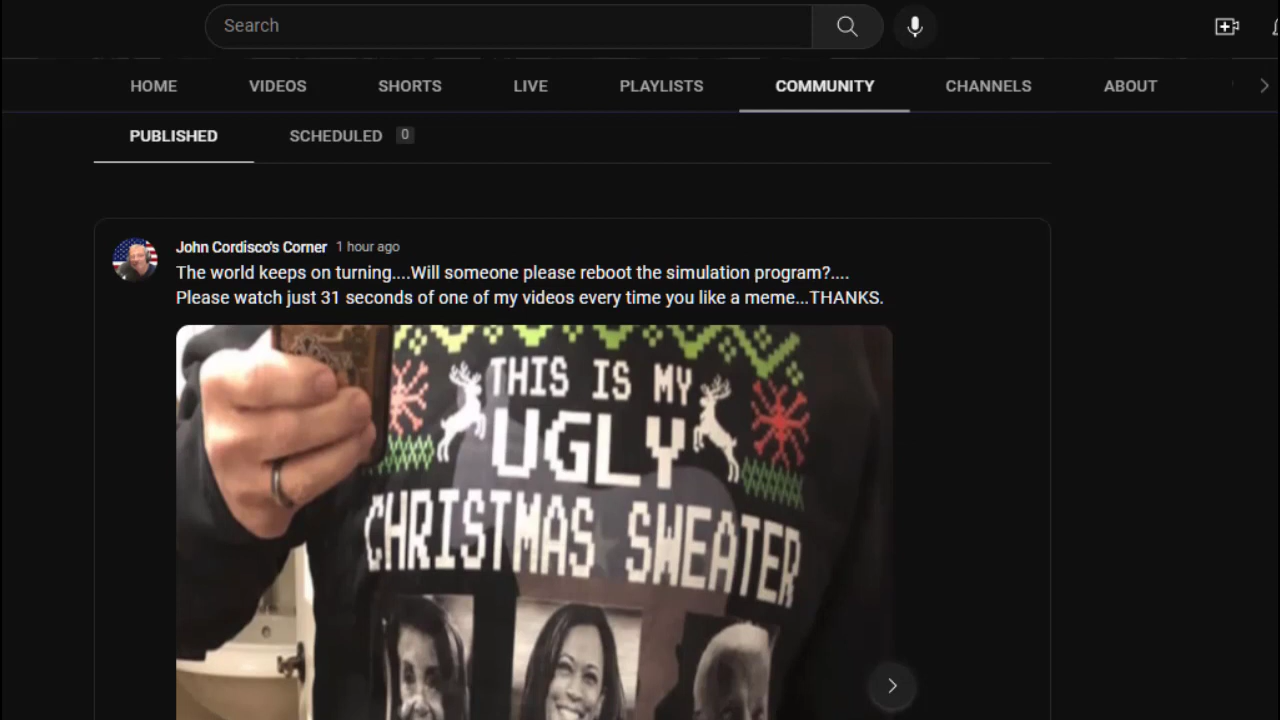 Search
HOME VIDEOS SHORTS LIVE PLAYLISTS COMMUNITY CHANNELS ABOUT
PUBLISHED SCHEDULED 0
John Cordisco's Corner 1 hour ago
The world keeps on turning....Will someone please reboot the simulation program?....
Please watch just 31 seconds of one of my videos every time you like a meme...THANKS.
THIS IS MY
UGLY
CHRISTMAS SWEATER